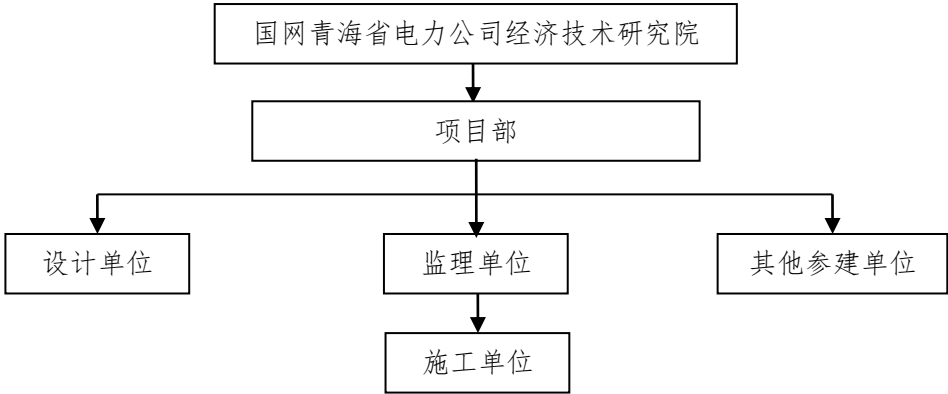 国网青海省电力公司经济技术研究院
项目部
设计单位
监理单位
其他参建单位
施工单位